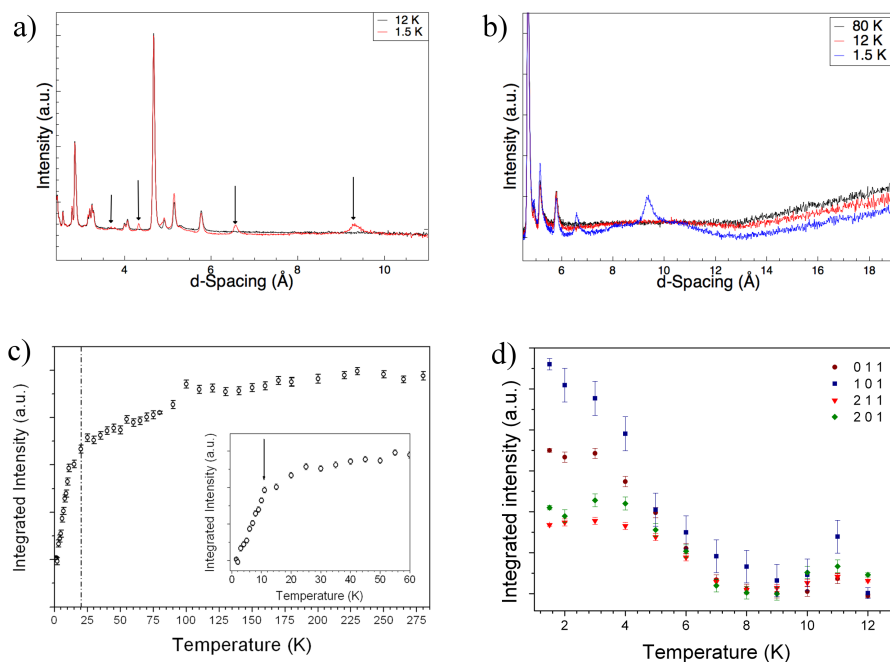 a)
12 K
1.5 K
Intensity (a.u.)
4 6 8 10
d-Spacing (Å)
b)
80 K
12 K
1.5 K
Intensity (a.u.)
6 8 10 12 14 16 18
d-Spacing (Å)
c)
Integrated Intensity (a.u.)
0 25 50 75 100 125 150 175 200 225 250 275
Temperature (K)
Integrated Intensity (a.u.)
0 10 20 30 40 50 60
Temperature (K)
d)
0 1 1
1 0 1
2 1 1
2 0 1
Integrated intensity (a.u.)
2 4 6 8 10 12
Temperature (K)